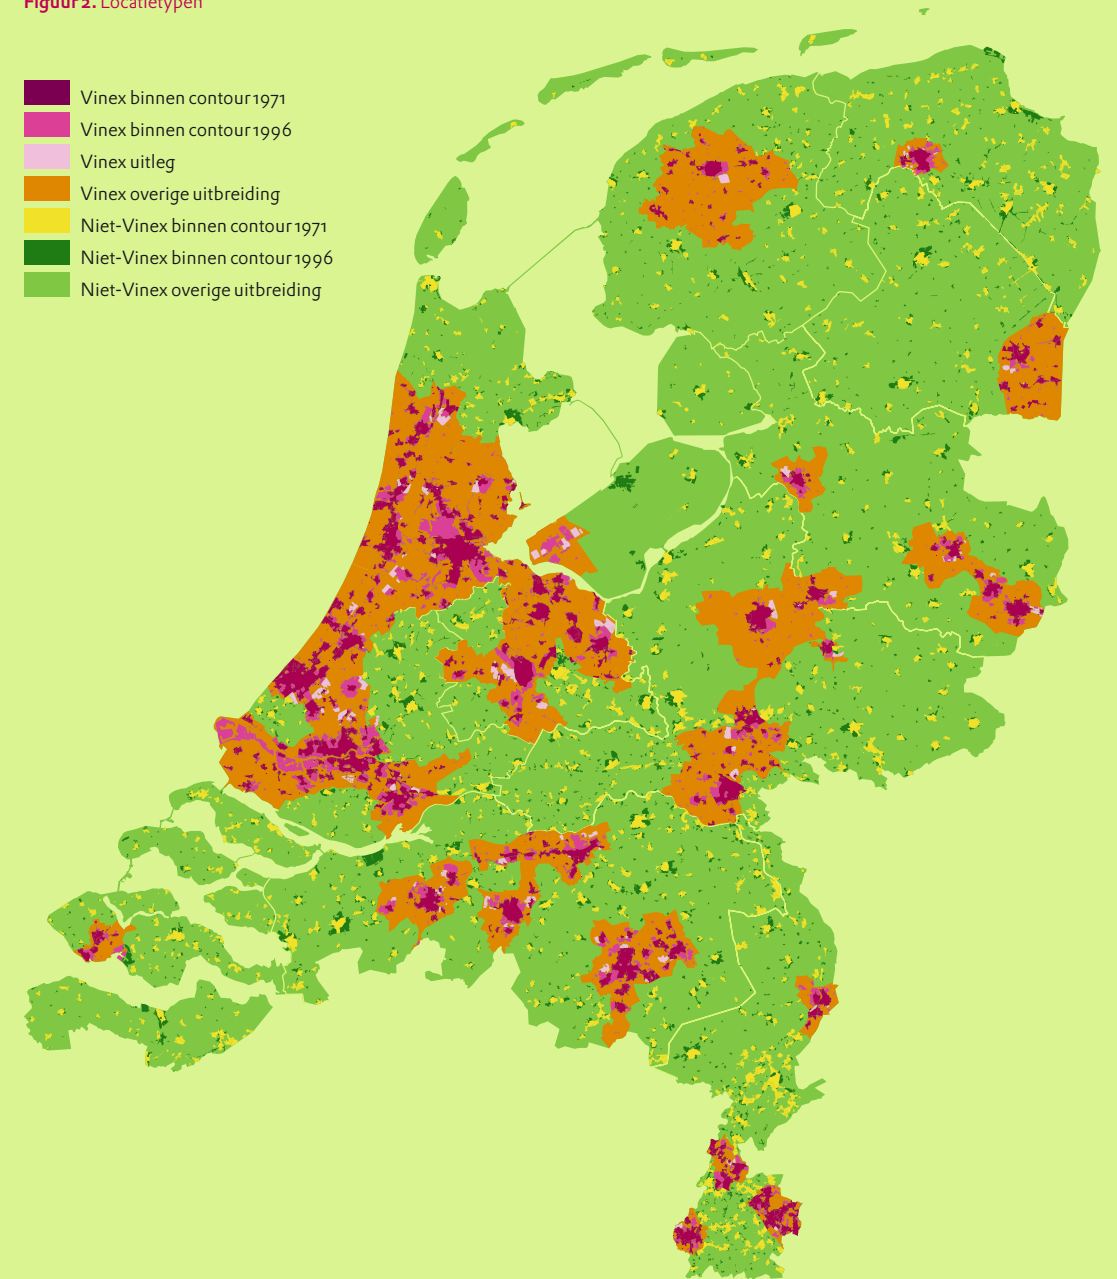 Figuur 2. Locatietypen
Vinex binnen contour 1971
Vinex binnen contour 1996
Vinex uitleg
Vinex overige uitbreiding
Niet-Vinex binnen contour 1971
Niet-Vinex binnen contour 1996
Niet-Vinex overige uitbreiding